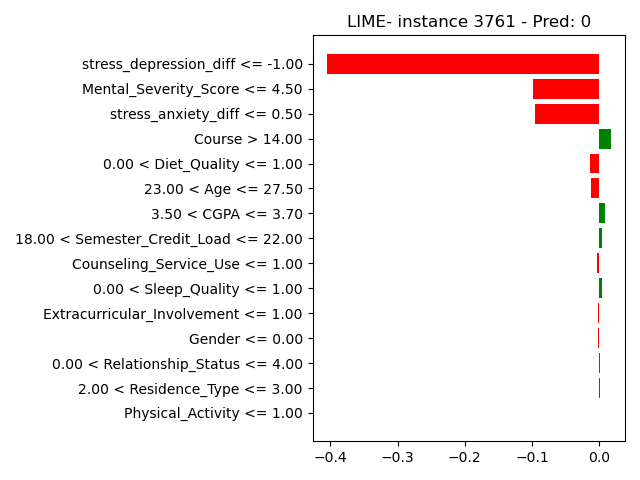 LIME- instance 3761 - Pred: 0
stress_depression_diff <= -1.00
Mental_Severity_Score <= 4.50
stress_anxiety_diff <= 0.50
Course > 14.00
0.00 < Diet_Quality <= 1.00
23.00 < Age <= 27.50
3.50 < CGPA <= 3.70
18.00 < Semester_Credit_Load <= 22.00
Counseling_Service_Use <= 1.00
0.00 < Sleep_Quality <= 1.00
Extracurricular_Involvement <= 1.00
Gender <= 0.00
0.00 < Relationship_Status <= 4.00
2.00 < Residence_Type <= 3.00
Physical_Activity <= 1.00
−0.4 −0.3 −0.2 −0.1 0.0